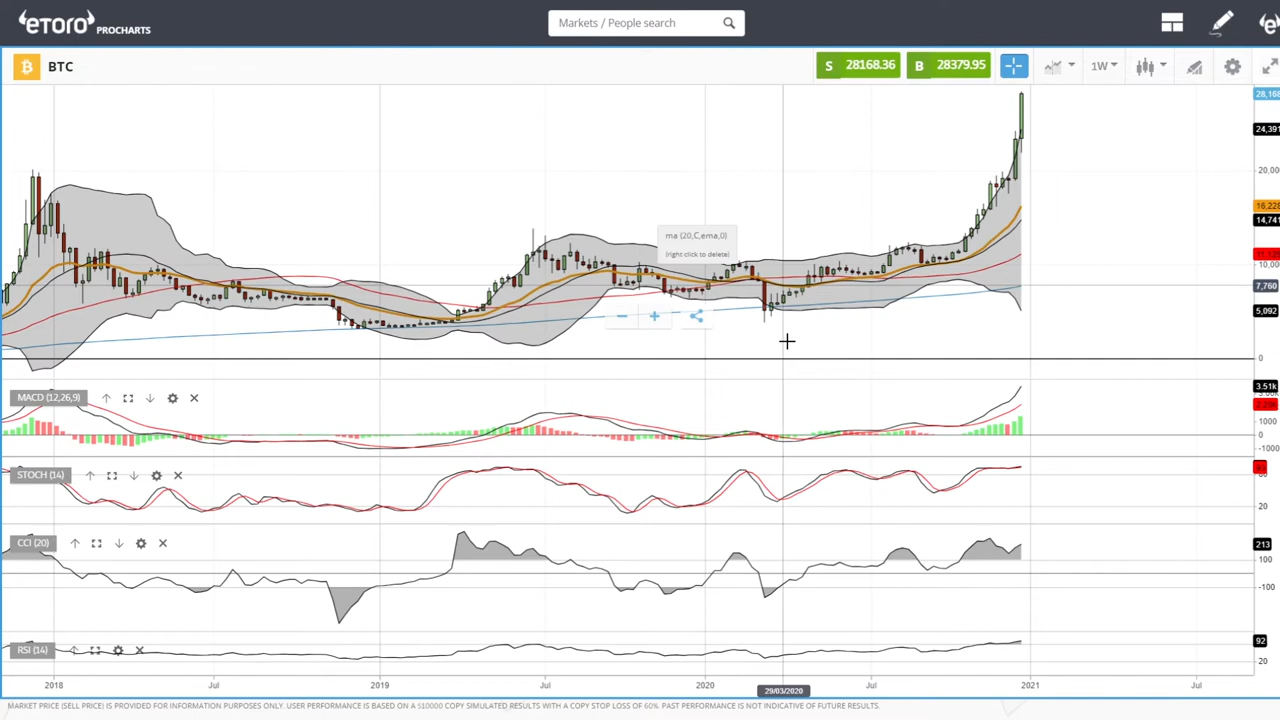 eTORO PROCHARTS
Markets / People search
BTC
S 28168.36
B 28379.95
1W
28,168
24,391
20,000
16,228
14,741
10,000
7,760
5,092
0
ma (20,C,ema,0)
(right click to delete)
MACD (12,26,9)
3.51k
1000
0
-1000
STOCH (14)
20
CCI (20)
213
100
-100
RSI (14)
92
20
2018
Jul
2019
Jul
2020
29/03/2020
Jul
2021
Jul
MARKET PRICE (SELL PRICE) IS PROVIDED FOR INFORMATION PURPOSES ONLY. USER PERFORMANCE IS BASED ON A $10000 COPY SIMULATED RESULTS WITH A COPY STOP LOSS OF 60%. PAST PERFORMANCE IS NOT INDICATIVE OF FUTURE RESULTS.